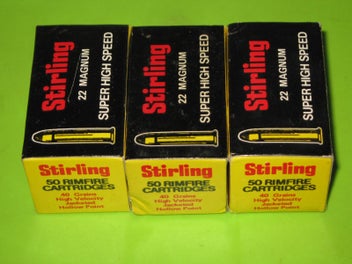 Stirling
22 MAGNUM
SUPER HIGH SPEED
Stirling
22 MAGNUM
SUPER HIGH SPEED
Stirling
22 MAGNUM
SUPER HIGH SPEED
Stirling
50 RIMFIRE
CARTRIDGES
40 Grains
High Velocity
Jacketed
Hollow Point
Stirling
50 RIMFIRE
CARTRIDGES
40 Grains
High Velocity
Jacketed
Hollow Point
Stirling
50 RIMFIRE
CARTRIDGES
40 Grains
High Velocity
Jacketed
Hollow Point